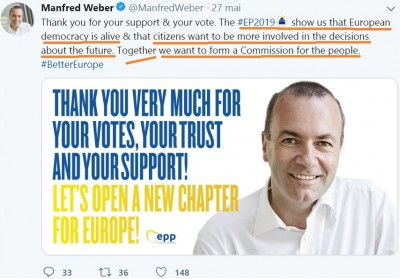 Manfred Weber @ManfredWeber · 27 mai
Thank you for your support & your vote. The #EP2019 show us that European
democracy is alive & that citizens want to be more involved in the decisions
about the future. Together we want to form a Commission for the people.
#BetterEurope
THANK YOU VERY MUCH FOR
YOUR VOTES, YOUR TRUST
AND YOUR SUPPORT!
LET'S OPEN A NEW CHAPTER
FOR EUROPE!
epp
33 36 148